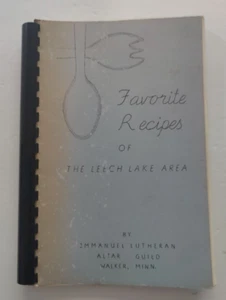 Favorite
Recipes
OF
THE LEECH LAKE AREA
BY
EMMANUEL LUTHERAN
ALTAR GUILD
WALKER, MINN.